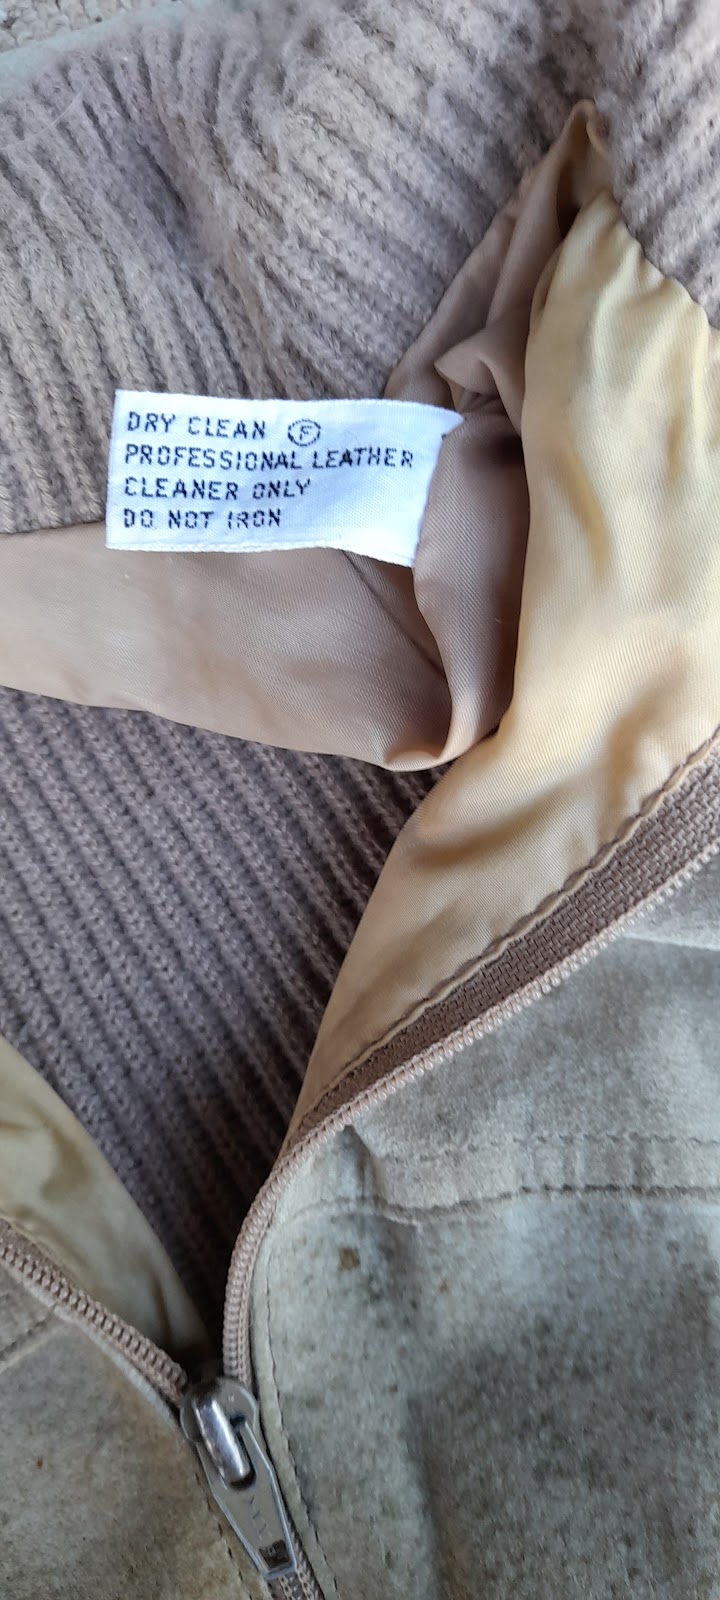 DRY CLEAN Ⓕ
PROFESSIONAL LEATHER
CLEANER ONLY
DO NOT IRON